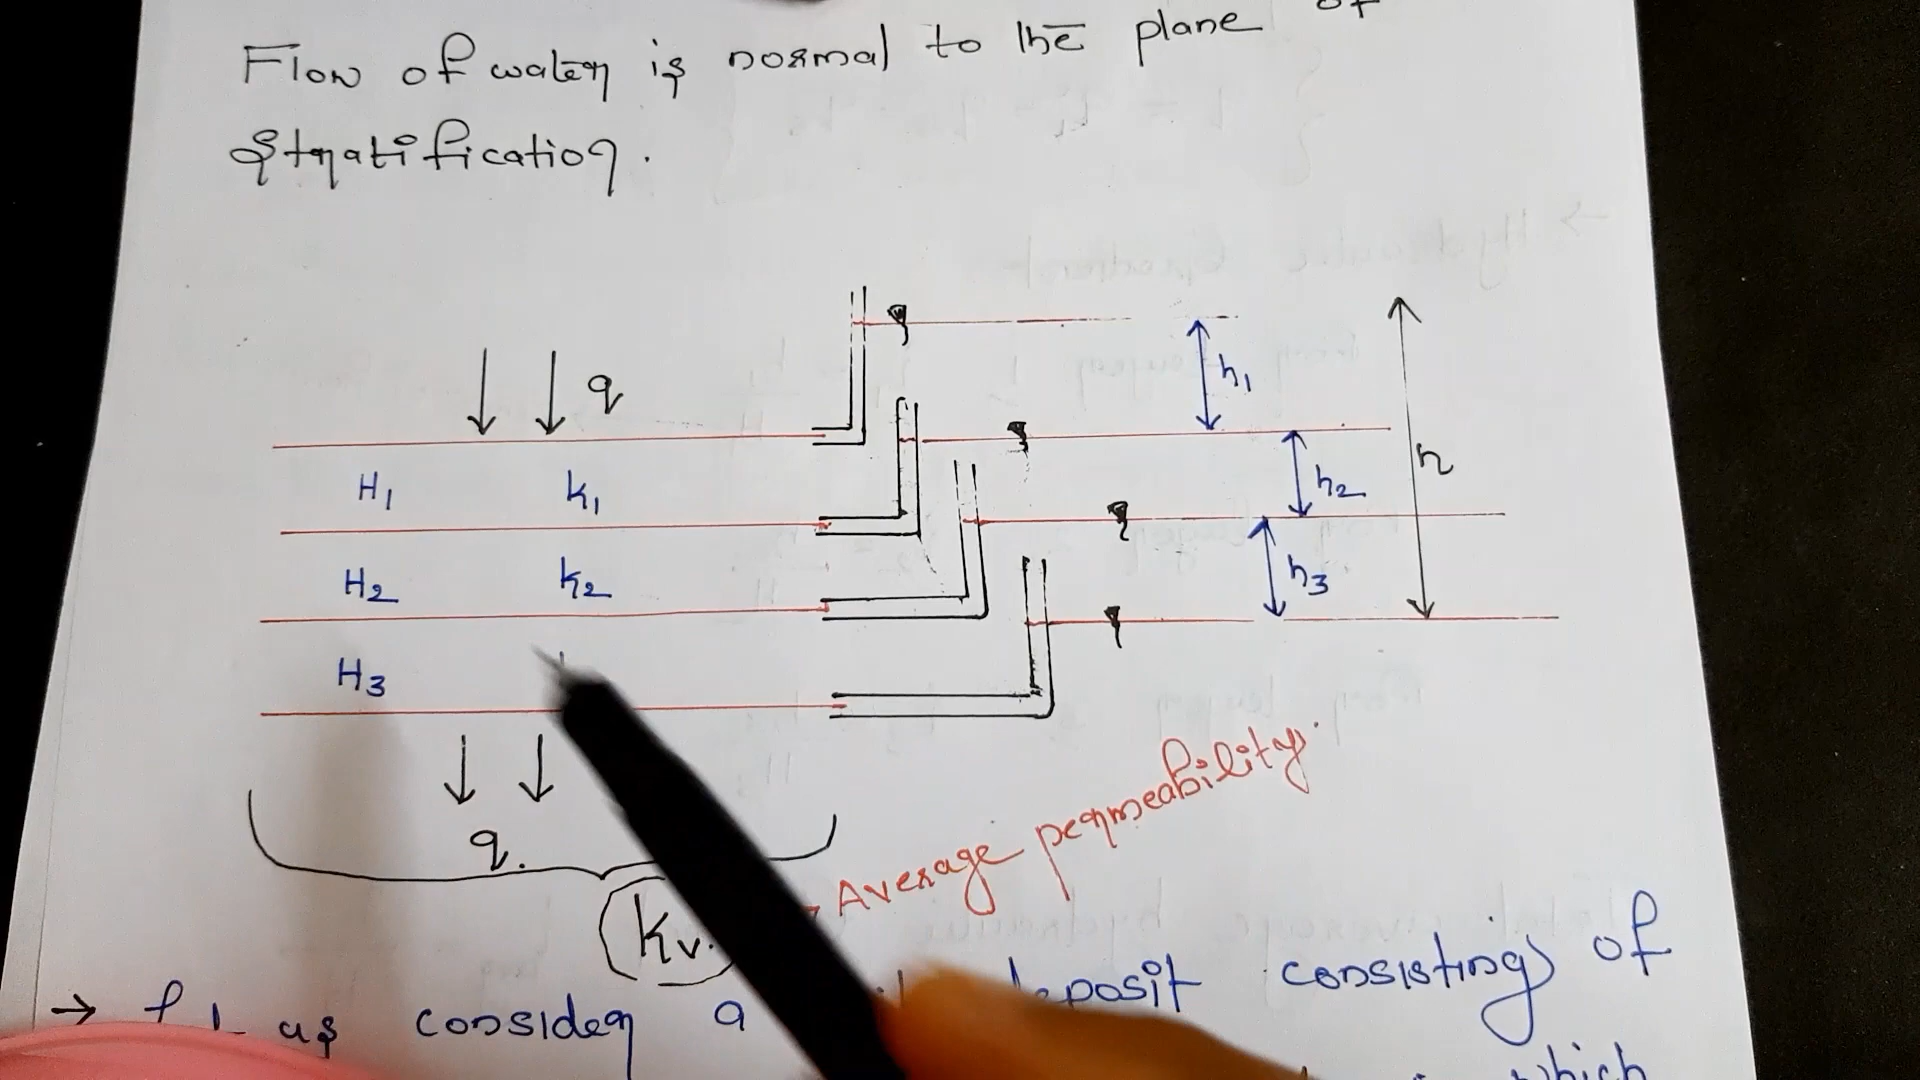 Flow of water is normal to the plane of
Stratification.
q
h1
h
H1 k1
h2
H2 k2
h3
H3
q.
Average permeability.
Kv.
→ us consider a deposit consisting of
which